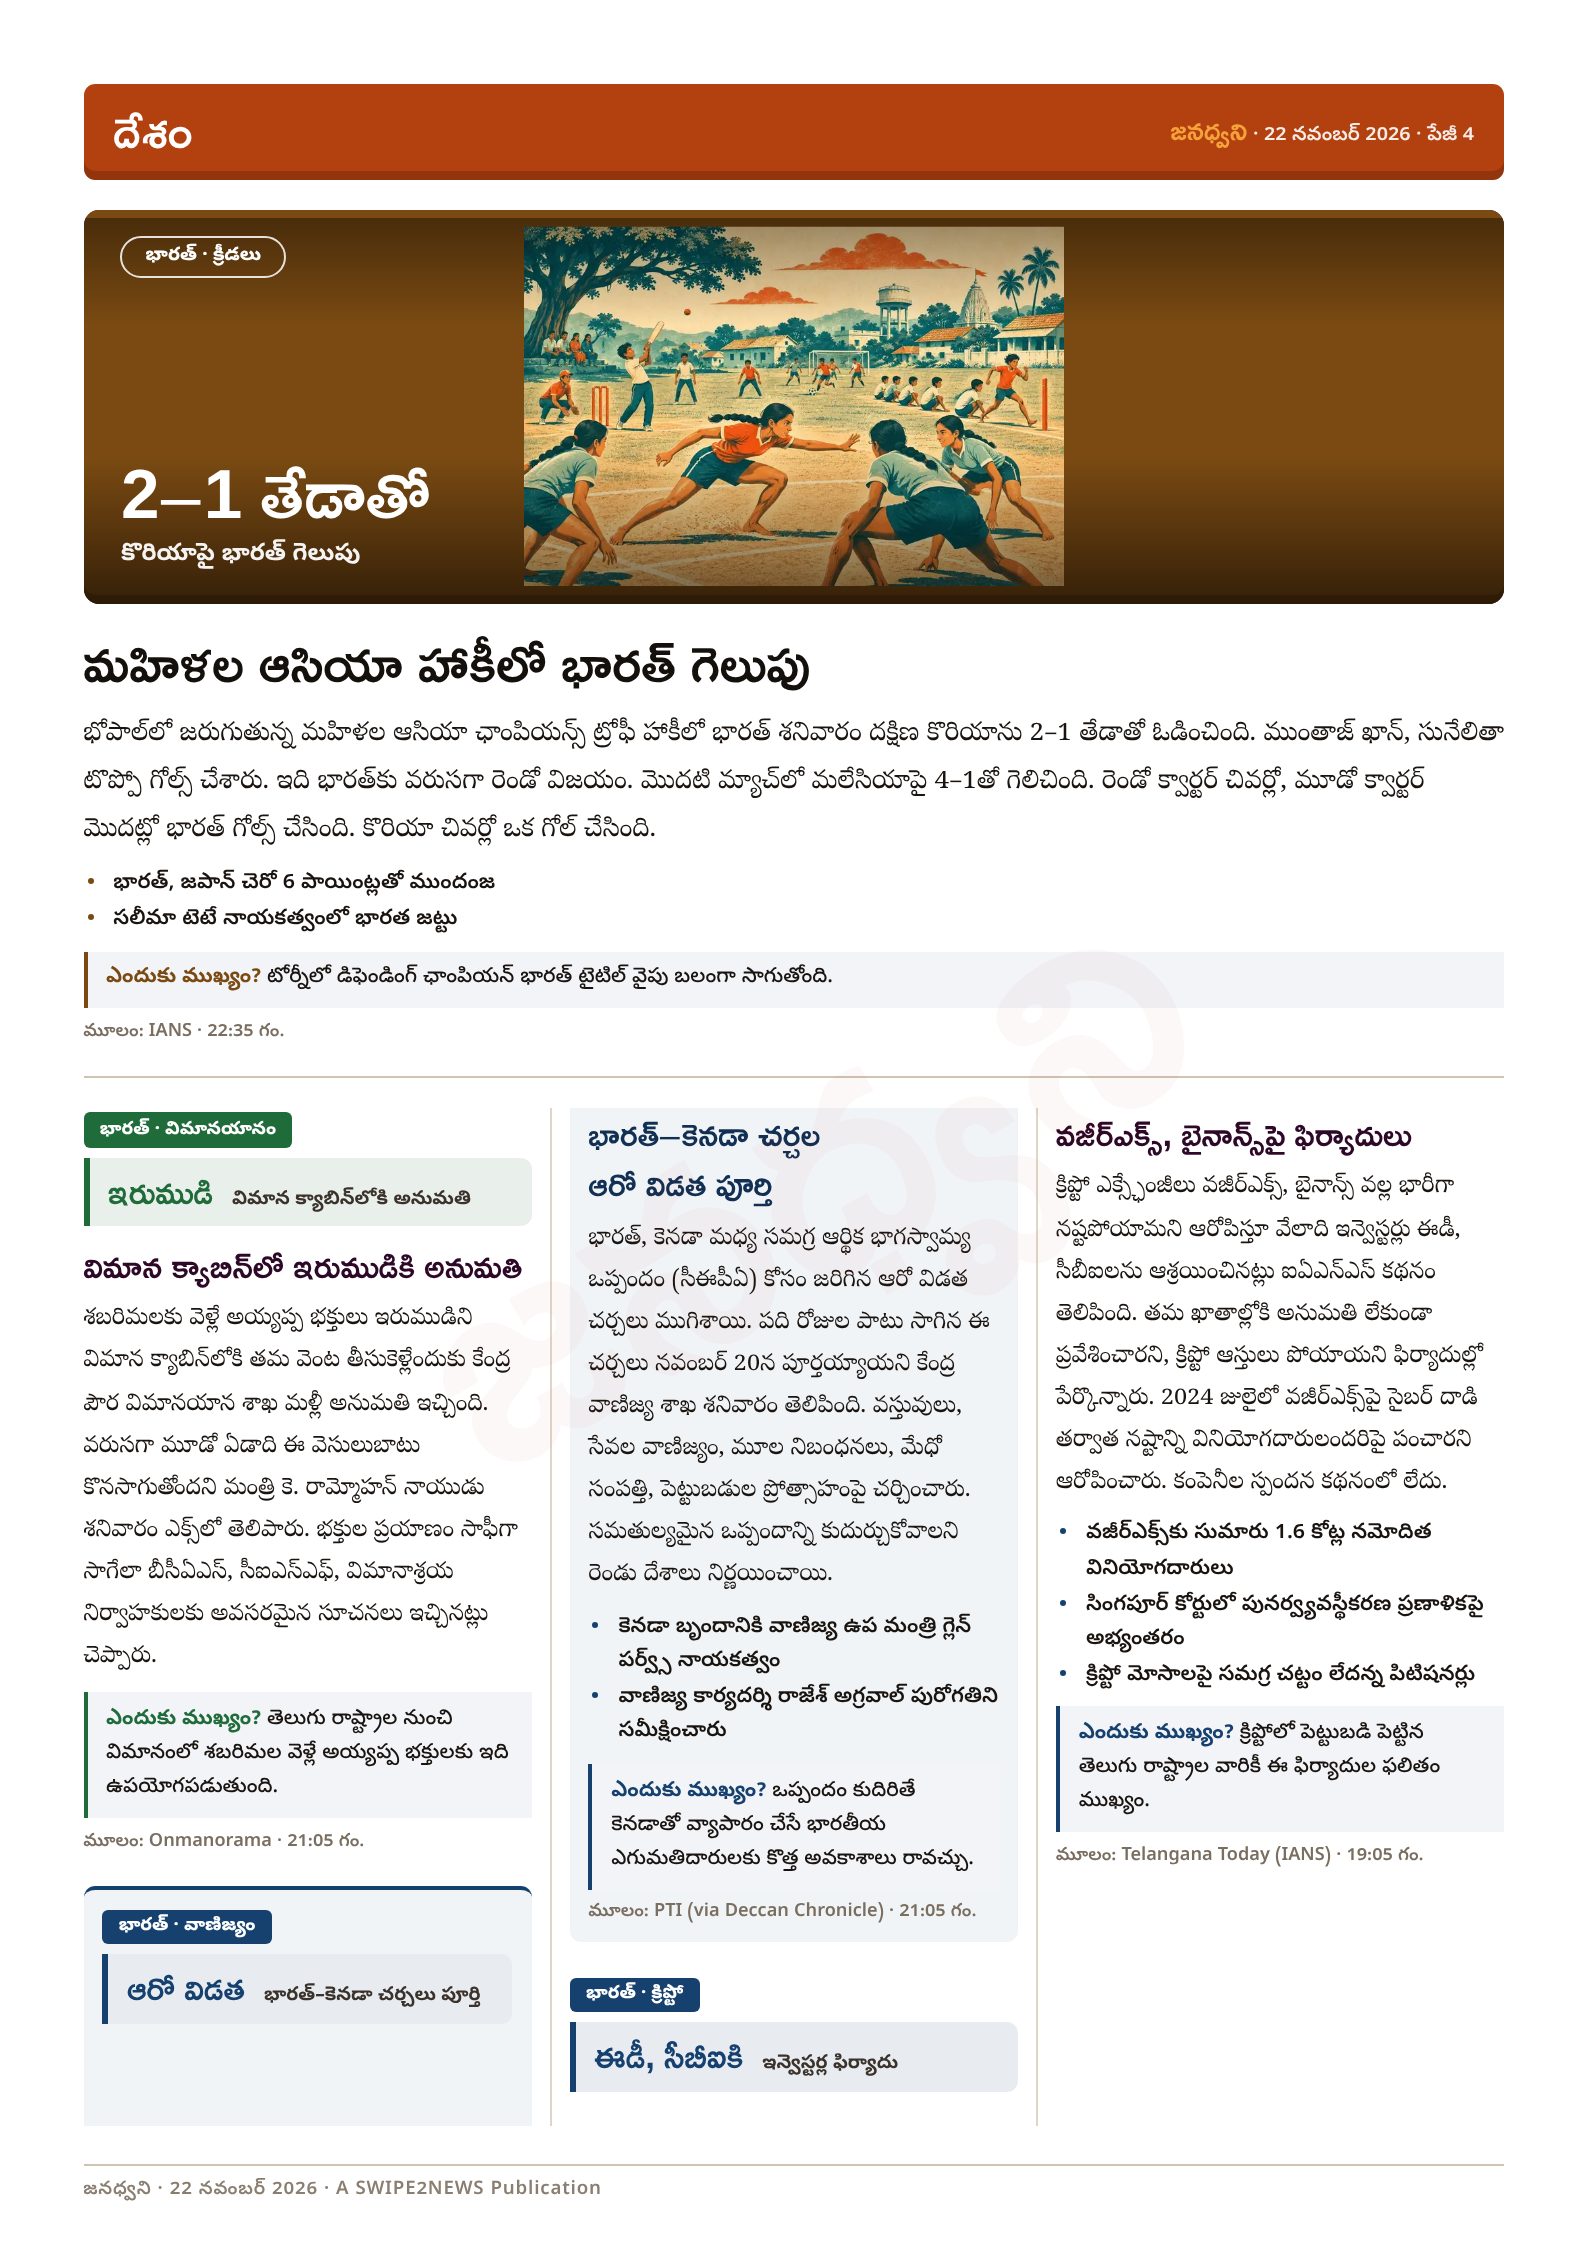 దేశం
జనధ్వని · 22 నవంబర్ 2026 · పేజీ 4
భారత్ · క్రీడలు
2–1 తేడాతో
కొరియాపై భారత్ గెలుపు
మహిళల ఆసియా హాకీలో భారత్ గెలుపు
భోపాల్‌లో జరుగుతున్న మహిళల ఆసియా ఛాంపియన్స్ ట్రోఫీ హాకీలో భారత్ శనివారం దక్షిణ కొరియాను 2–1 తేడాతో ఓడించింది. ముంతాజ్ ఖాన్, సునేలితా
టొప్పో గోల్స్ చేశారు. ఇది భారత్‌కు వరుసగా రెండో విజయం. మొదటి మ్యాచ్‌లో మలేసియాపై 4–1తో గెలిచింది. రెండో క్వార్టర్ చివర్లో, మూడో క్వార్టర్
మొదట్లో భారత్ గోల్స్ చేసింది. కొరియా చివర్లో ఒక గోల్ చేసింది.
• భారత్, జపాన్ చెరో 6 పాయింట్లతో ముందంజ
• సలీమా టెటే నాయకత్వంలో భారత జట్టు
ఎందుకు ముఖ్యం? టోర్నీలో డిఫెండింగ్ ఛాంపియన్ భారత్ టైటిల్ వైపు బలంగా సాగుతోంది.
మూలం: IANS · 22:35 గం.
భారత్ · విమానయానం
ఇరుముడి విమాన క్యాబిన్‌లోకి అనుమతి
విమాన క్యాబిన్‌లో ఇరుముడికి అనుమతి
శబరిమలకు వెళ్లే అయ్యప్ప భక్తులు ఇరుముడిని
విమాన క్యాబిన్‌లోకి తమ వెంట తీసుకెళ్లేందుకు కేంద్ర
పౌర విమానయాన శాఖ మళ్లీ అనుమతి ఇచ్చింది.
వరుసగా మూడో ఏడాది ఈ వెసులుబాటు
కొనసాగుతోందని మంత్రి కె. రామ్మోహన్ నాయుడు
శనివారం ఎక్స్‌లో తెలిపారు. భక్తుల ప్రయాణం సాఫీగా
సాగేలా బీసీఏఎస్, సీఐఎస్ఎఫ్, విమానాశ్రయ
నిర్వాహకులకు అవసరమైన సూచనలు ఇచ్చినట్లు
చెప్పారు.
ఎందుకు ముఖ్యం? తెలుగు రాష్ట్రాల నుంచి
విమానంలో శబరిమల వెళ్లే అయ్యప్ప భక్తులకు ఇది
ఉపయోగపడుతుంది.
మూలం: Onmanorama · 21:05 గం.
భారత్ · వాణిజ్యం
ఆరో విడత భారత్–కెనడా చర్చలు పూర్తి
భారత్–కెనడా చర్చల
ఆరో విడత పూర్తి
భారత్, కెనడా మధ్య సమగ్ర ఆర్థిక భాగస్వామ్య
ఒప్పందం (సీఈపీఏ) కోసం జరిగిన ఆరో విడత
చర్చలు ముగిశాయి. పది రోజుల పాటు సాగిన ఈ
చర్చలు నవంబర్ 20న పూర్తయ్యాయని కేంద్ర
వాణిజ్య శాఖ శనివారం తెలిపింది. వస్తువులు,
సేవల వాణిజ్యం, మూల నిబంధనలు, మేధో
సంపత్తి, పెట్టుబడుల ప్రోత్సాహంపై చర్చించారు.
సమతుల్యమైన ఒప్పందాన్ని కుదుర్చుకోవాలని
రెండు దేశాలు నిర్ణయించాయి.
• కెనడా బృందానికి వాణిజ్య ఉప మంత్రి గ్లెన్
పర్వ్స్ నాయకత్వం
• వాణిజ్య కార్యదర్శి రాజేశ్ అగ్రవాల్ పురోగతిని
సమీక్షించారు
ఎందుకు ముఖ్యం? ఒప్పందం కుదిరితే
కెనడాతో వ్యాపారం చేసే భారతీయ
ఎగుమతిదారులకు కొత్త అవకాశాలు రావచ్చు.
మూలం: PTI (via Deccan Chronicle) · 21:05 గం.
భారత్ · క్రిప్టో
ఈడీ, సీబీఐకి ఇన్వెస్టర్ల ఫిర్యాదు
వజీర్ఎక్స్, బైనాన్స్‌పై ఫిర్యాదులు
క్రిప్టో ఎక్స్ఛేంజీలు వజీర్ఎక్స్, బైనాన్స్ వల్ల భారీగా
నష్టపోయామని ఆరోపిస్తూ వేలాది ఇన్వెస్టర్లు ఈడీ,
సీబీఐలను ఆశ్రయించినట్లు ఐఏఎన్ఎస్ కథనం
తెలిపింది. తమ ఖాతాల్లోకి అనుమతి లేకుండా
ప్రవేశించారని, క్రిప్టో ఆస్తులు పోయాయని ఫిర్యాదుల్లో
పేర్కొన్నారు. 2024 జులైలో వజీర్ఎక్స్‌పై సైబర్ దాడి
తర్వాత నష్టాన్ని వినియోగదారులందరిపై పంచారని
ఆరోపించారు. కంపెనీల స్పందన కథనంలో లేదు.
• వజీర్ఎక్స్‌కు సుమారు 1.6 కోట్ల నమోదిత
వినియోగదారులు
• సింగపూర్ కోర్టులో పునర్వ్యవస్థీకరణ ప్రణాళికపై
అభ్యంతరం
• క్రిప్టో మోసాలపై సమగ్ర చట్టం లేదన్న పిటిషనర్లు
ఎందుకు ముఖ్యం? క్రిప్టోలో పెట్టుబడి పెట్టిన
తెలుగు రాష్ట్రాల వారికీ ఈ ఫిర్యాదుల ఫలితం
ముఖ్యం.
మూలం: Telangana Today (IANS) · 19:05 గం.
జనధ్వని
జనధ్వని · 22 నవంబర్ 2026 · A SWIPE2NEWS Publication